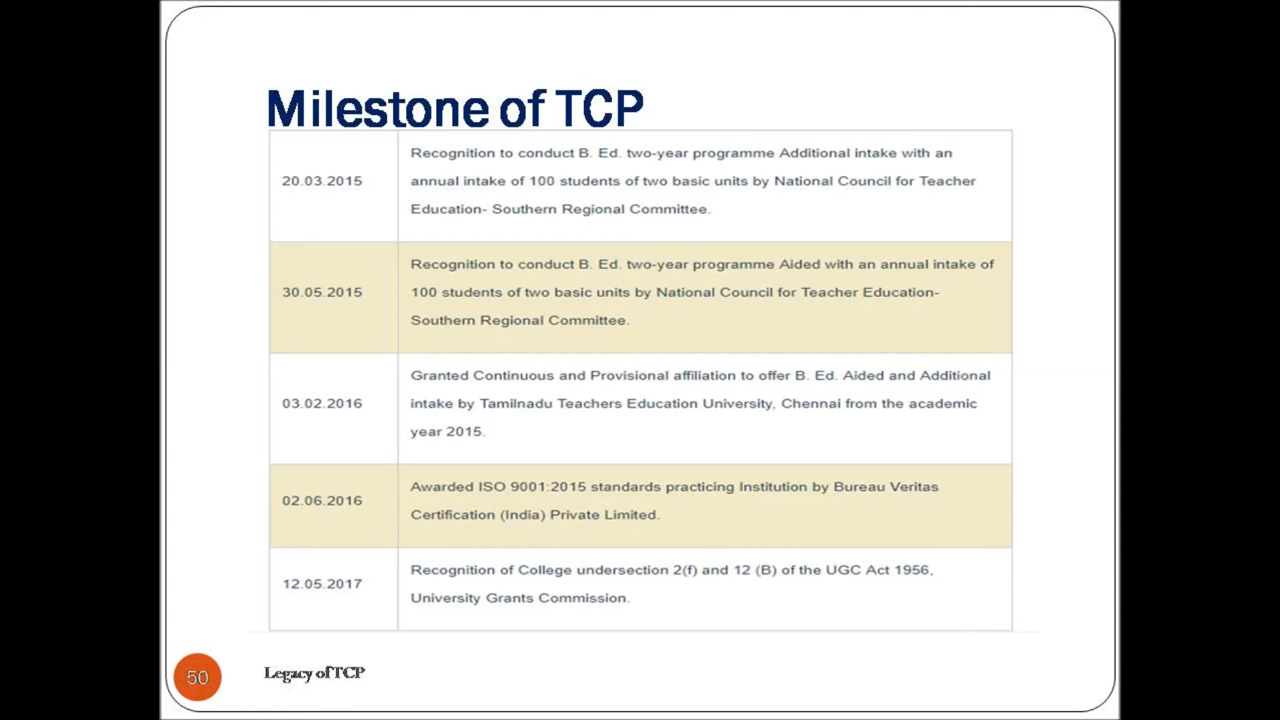 Milestone of TCP
20.03.2015
Recognition to conduct B. Ed. two-year programme Additional intake with an
annual intake of 100 students of two basic units by National Council for Teacher
Education- Southern Regional Committee.
30.05.2015
Recognition to conduct B. Ed. two-year programme Aided with an annual intake of
100 students of two basic units by National Council for Teacher Education-
Southern Regional Committee.
03.02.2016
Granted Continuous and Provisional affiliation to offer B. Ed. Aided and Additional
intake by Tamilnadu Teachers Education University, Chennai from the academic
year 2015.
02.06.2016
Awarded ISO 9001:2015 standards practicing Institution by Bureau Veritas
Certification (India) Private Limited.
12.05.2017
Recognition of College undersection 2(f) and 12 (B) of the UGC Act 1956,
University Grants Commission.
50
Legacy of TCP